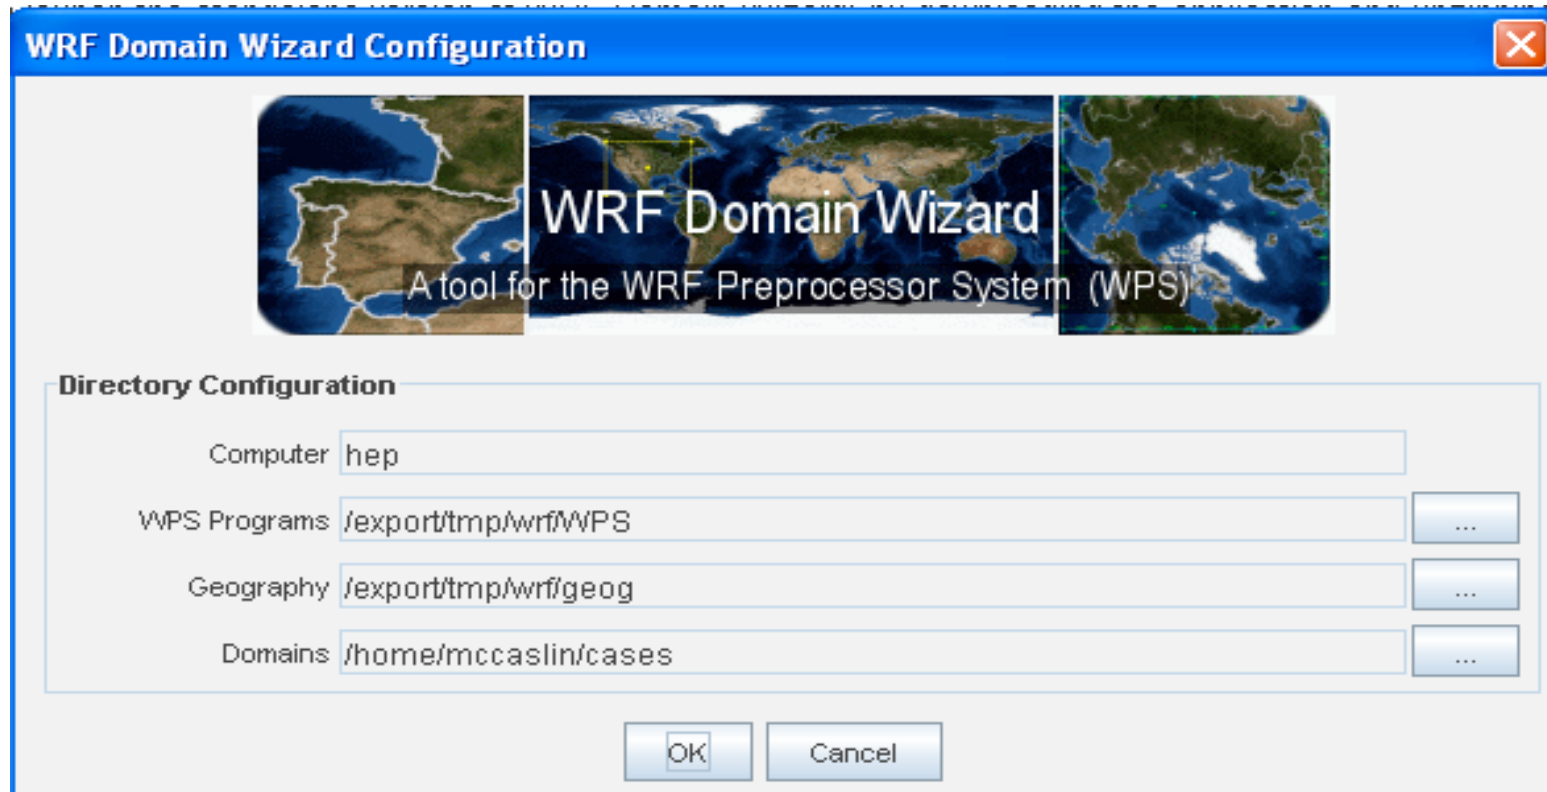 WRF Domain Wizard Configuration
WRF Domain Wizard
A tool for the WRF Preprocessor System (WPS)
Directory Configuration
Computer hep
WPS Programs /export/tmp/wrf/WPS ...
Geography /export/tmp/wrf/geog ...
Domains /home/mccaslin/cases ...
OK Cancel